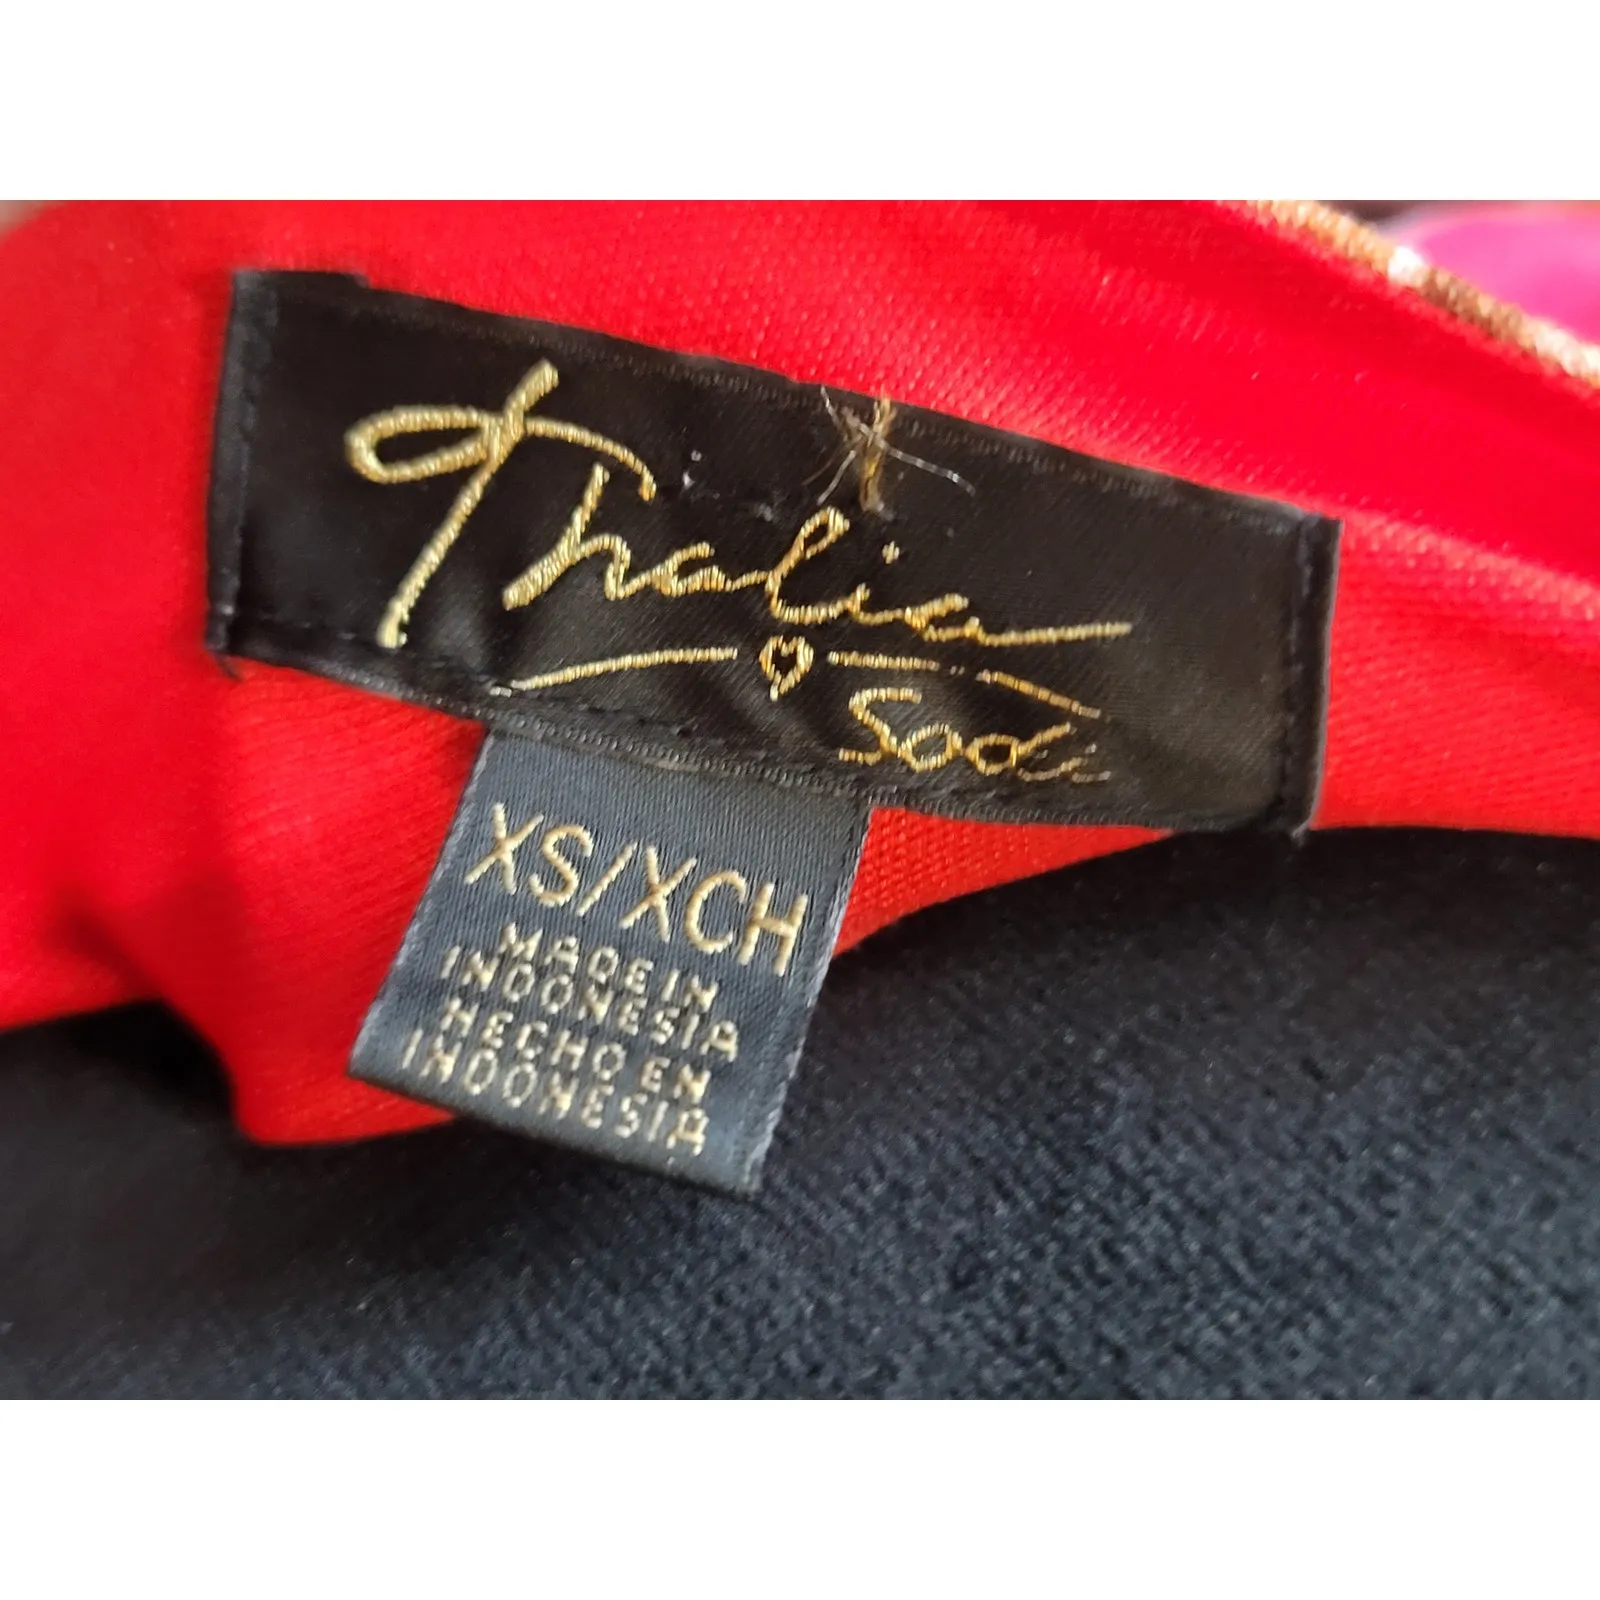 Thalia
Sodi
XS/XCH
MADE IN
INDONESIA
HECHO EN
INDONESIA